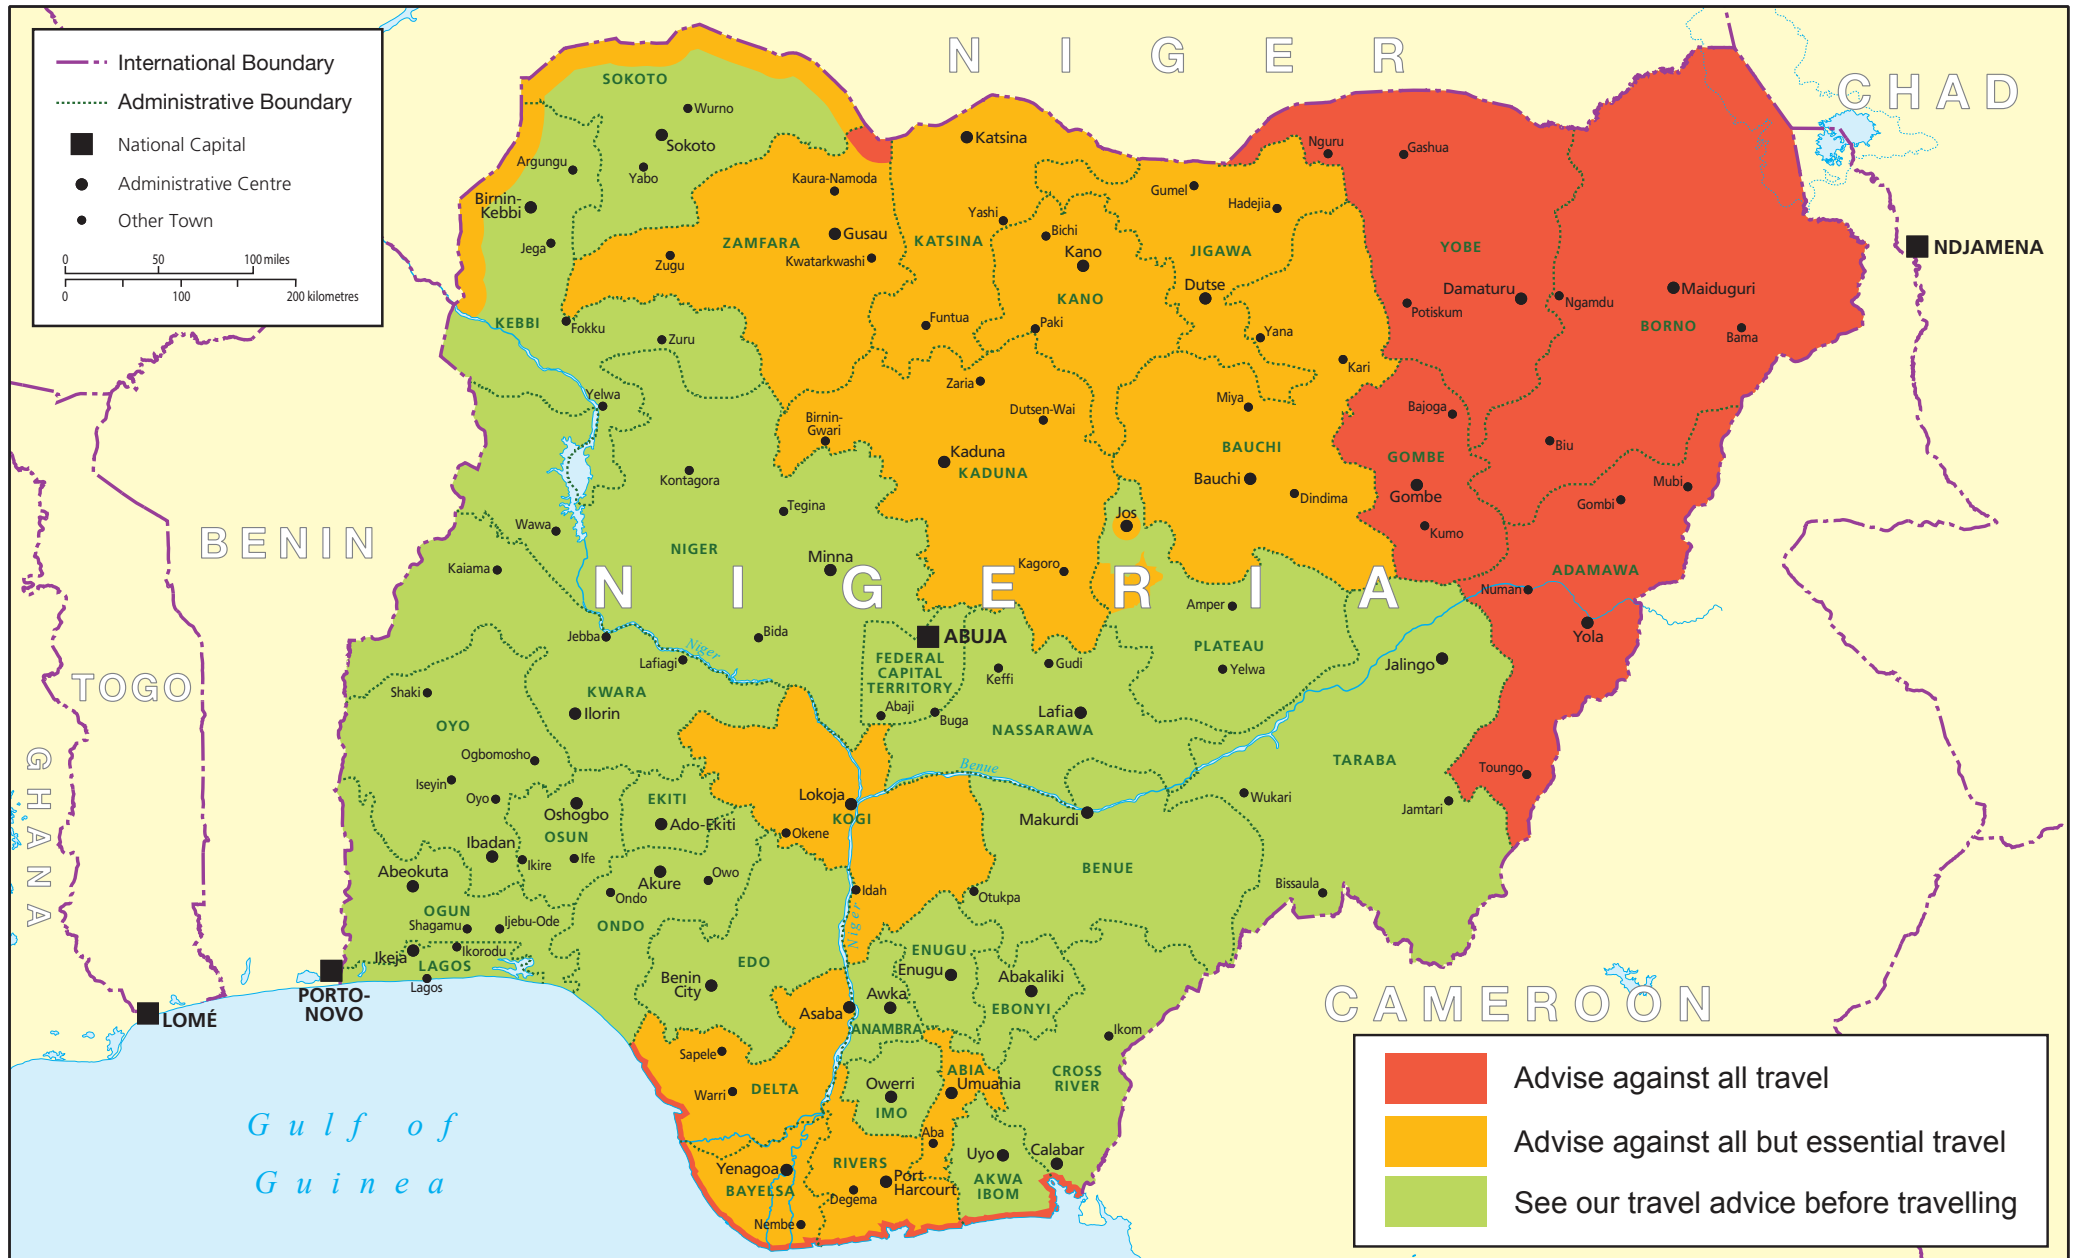 International Boundary
Administrative Boundary
National Capital
Administrative Centre
Other Town
0 50 100 miles
0 100 200 kilometres
NIGER
CHAD
NDJAMENA
BENIN
TOGO
GHANA
LOMÉ
PORTO-
NOVO
CAMEROON
NIGERIA
Gulf of
Guinea
SOKOTO
Wurno
Sokoto
Argungu
Yabo
Birnin-
Kebbi
Jega
KEBBI
Fokku
Zuru
Yelwa
ZAMFARA
Kaura-Namoda
Gusau
Kwatarkwashi
Zugu
Katsina
KATSINA
Yashi
Funtua
Bichi
Kano
KANO
Paki
Gumel
Hadejia
JIGAWA
Dutse
Yana
Kari
Nguru
Gashua
YOBE
Damaturu
Potiskum
Ngamdu
Maiduguri
BORNO
Bama
Biu
Zaria
Dutsen-Wai
Birnin-
Gwari
Kaduna
KADUNA
Kagoro
Miya
BAUCHI
Bauchi
Dindima
Bajoga
GOMBE
Gombe
Kumo
Mubi
Gombi
ADAMAWA
Numan
Yola
Toungo
Kontagora
Tegina
Wawa
NIGER
Minna
Kaiama
Jebba
Bida
Lafiagi
Niger
KWARA
Ilorin
Shaki
OYO
Ogbomosho
Iseyin
Oyo
Ibadan
Jos
Amper
PLATEAU
Yelwa
ABUJA
FEDERAL
CAPITAL
TERRITORY
Abaji
Buga
Keffi
Gudi
Lafia
NASSARAWA
Benue
Jalingo
TARABA
Wukari
Jamtari
Bissaula
Makurdi
BENUE
Otukpa
Lokoja
KOGI
Okene
Idah
Niger
EKITI
Ado-Ekiti
Oshogbo
OSUN
Ikire
Ife
Akure
Owo
Ondo
ONDO
Abeokuta
OGUN
Shagamu
Ijebu-Ode
Ikeja
Ikorodu
LAGOS
Lagos
EDO
Benin
City
Asaba
ENUGU
Enugu
Awka
ANAMBRA
Abakaliki
EBONYI
Ikom
CROSS
RIVER
Calabar
Sapele
Warri
DELTA
Owerri
IMO
ABIA
Umuahia
Aba
Uyo
AKWA
IBOM
Yenagoa
BAYELSA
Nembe
RIVERS
Port
Harcourt
Degema
Advise against all travel
Advise against all but essential travel
See our travel advice before travelling